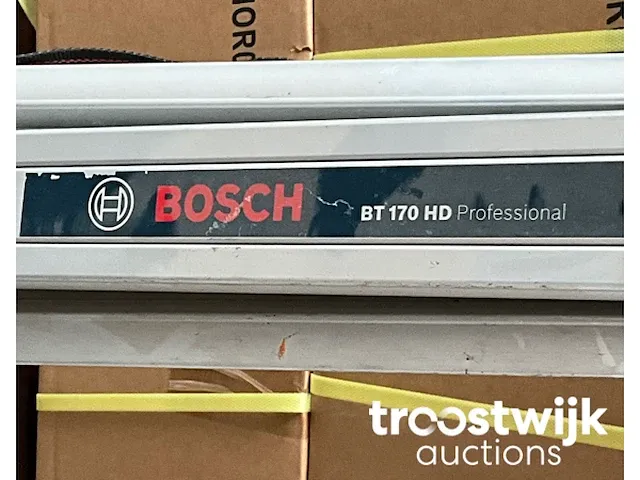 BOSCH
BT 170 HD Professional
troostwijk
auctions